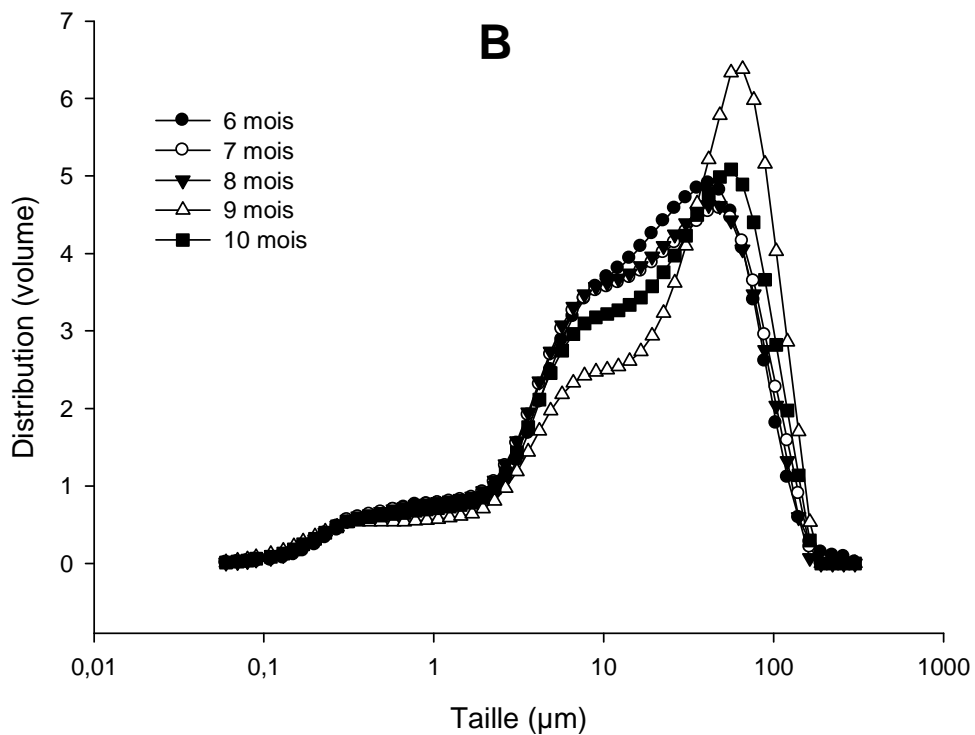 B
7
6
5
4
3
2
1
0
Distribution (volume)
6 mois
7 mois
8 mois
9 mois
10 mois
0,01
0,1
1
10
100
1000
Taille (µm)